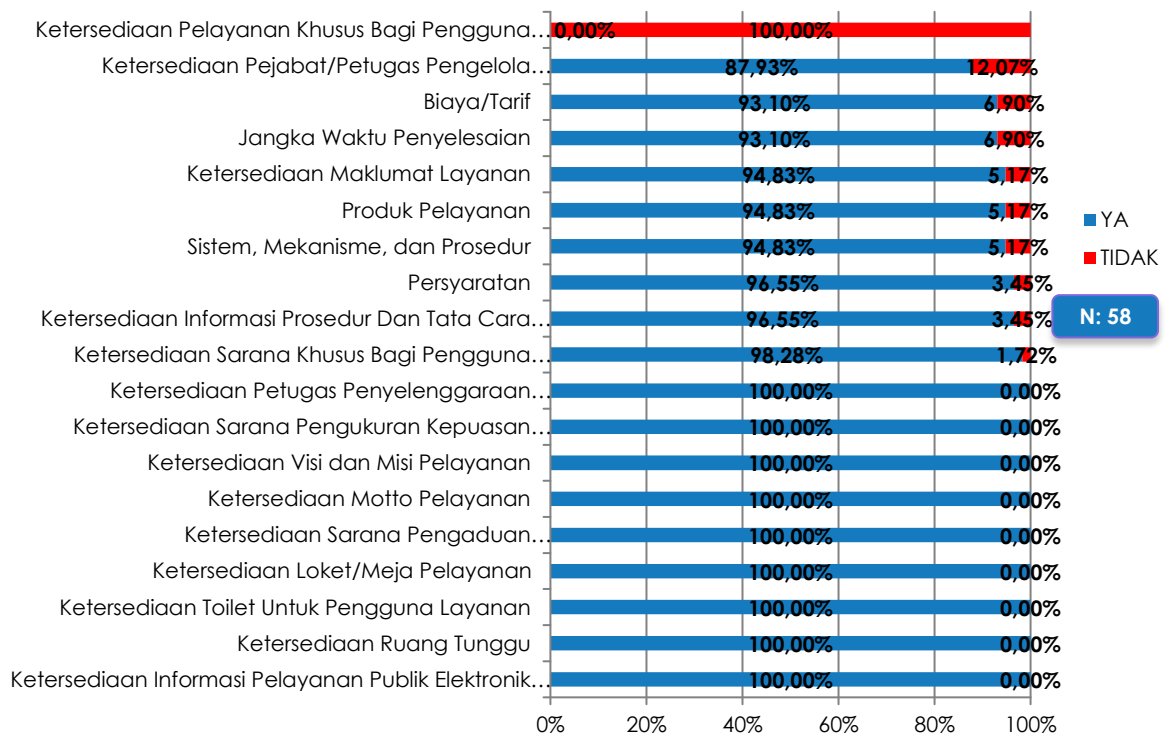 Ketersediaan Pelayanan Khusus Bagi Pengguna… 0,00% 100,00%
Ketersediaan Pejabat/Petugas Pengelola… 87,93% 12,07%
Biaya/Tarif 93,10% 6,90%
Jangka Waktu Penyelesaian 93,10% 6,90%
Ketersediaan Maklumat Layanan 94,83% 5,17%
Produk Pelayanan 94,83% 5,17%
YA
Sistem, Mekanisme, dan Prosedur 94,83% 5,17%
TIDAK
Persyaratan 96,55% 3,45%
Ketersediaan Informasi Prosedur Dan Tata Cara… 96,55% 3,45%
N: 58
Ketersediaan Sarana Khusus Bagi Pengguna… 98,28% 1,72%
Ketersediaan Petugas Penyelenggaraan… 100,00% 0,00%
Ketersediaan Sarana Pengukuran Kepuasan… 100,00% 0,00%
Ketersediaan Visi dan Misi Pelayanan 100,00% 0,00%
Ketersediaan Motto Pelayanan 100,00% 0,00%
Ketersediaan Sarana Pengaduan… 100,00% 0,00%
Ketersediaan Loket/Meja Pelayanan 100,00% 0,00%
Ketersediaan Toilet Untuk Pengguna Layanan 100,00% 0,00%
Ketersediaan Ruang Tunggu 100,00% 0,00%
Ketersediaan Informasi Pelayanan Publik Elektronik… 100,00% 0,00%
0% 20% 40% 60% 80% 100%